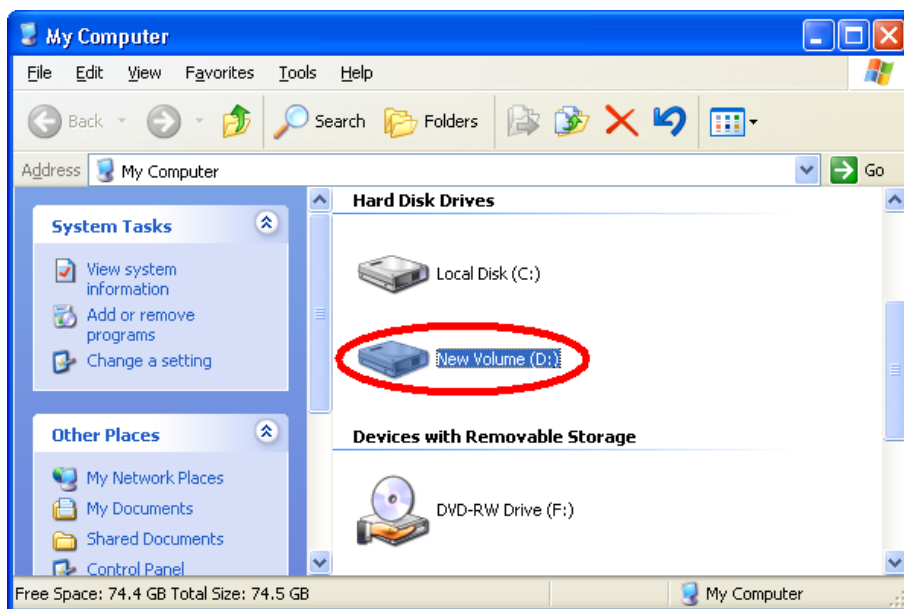 My Computer
File Edit View Favorites Tools Help
Back Search Folders
Address My Computer Go
System Tasks
View system
information
Add or remove
programs
Change a setting
Other Places
My Network Places
My Documents
Shared Documents
Control Panel
Hard Disk Drives
Local Disk (C:)
New Volume (D:)
Devices with Removable Storage
DVD-RW Drive (F:)
Free Space: 74.4 GB Total Size: 74.5 GB My Computer